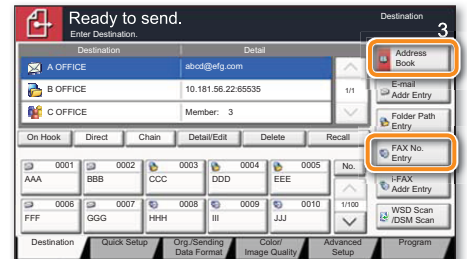 Ready to send.
Enter Destination.
Destination
3
Destination Detail
A OFFICE abcd@efg.com
B OFFICE 10.181.56.22:65535 1/1
C OFFICE Member: 3
Address
Book
E-mail
Addr Entry
Folder Path
Entry
FAX No.
Entry
i-FAX
Addr Entry
WSD Scan
/DSM Scan
On Hook Direct Chain Detail/Edit Delete Recall
0001 0002 0003 0004 0005 No.
AAA BBB CCC DDD EEE
0006 0007 0008 0009 0010 1/100
FFF GGG HHH III JJJ
Destination Quick Setup Org./Sending
Data Format Color/
Image Quality Advanced
Setup Program